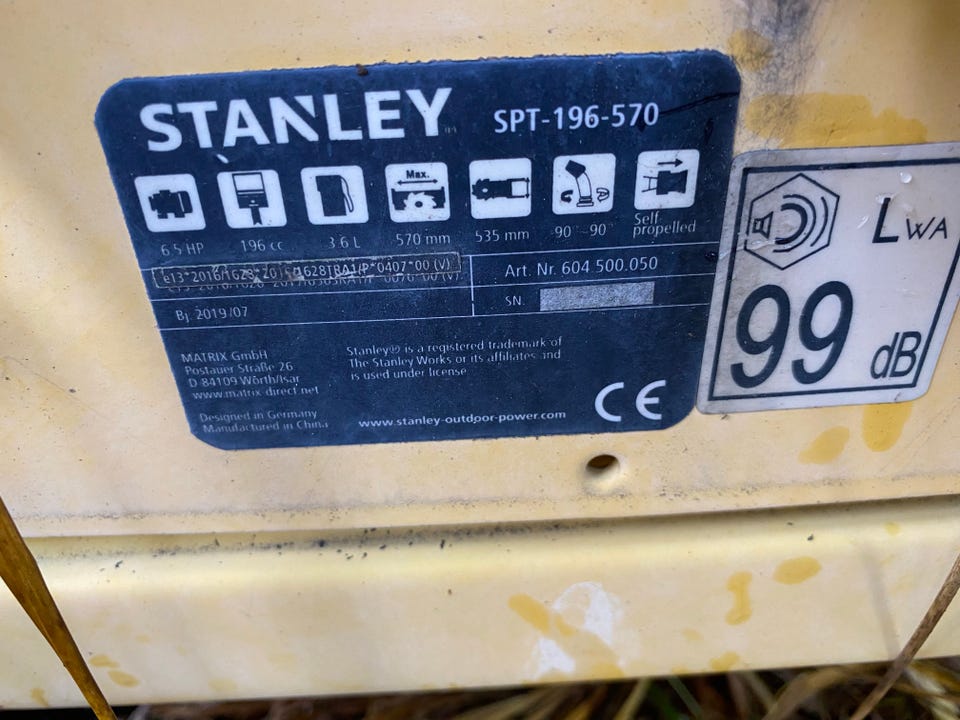 STANLEY
SPT-196-570
Max.
6.5 HP 196 cc 3.6 L 570 mm 535 mm -90° -90° Self propelled
Art. Nr. 604 500.050
SN.
Bj 2019/07
MATRIX GmbH
Postauer Straße 26
D 84109 Wörth/Isar
www.matrix-direct.net
Designed in Germany
Manufactured in China
Stanley® is a registered trademark of
The Stanley Works or its affiliates and
is used under license
www.stanley-outdoor-power.com
CE
LWA
99 dB